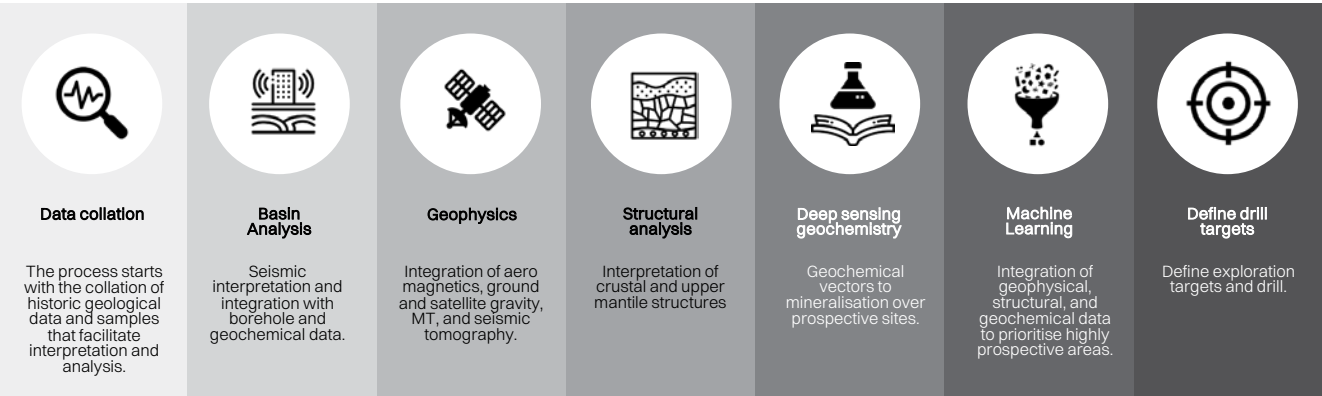 Data collation
The process starts
with the collation of
historic geological
data and samples
that facilitate
interpretation and
analysis.
Basin
Analysis
Seismic
interpretation and
integration with
borehole and
geochemical data.
Geophysics
Integration of aero
magnetics, ground
and satellite gravity,
MT, and seismic
tomography.
Structural
analysis
Interpretation of
crustal and upper
mantile structures
Deep sensing
geochemistry
Geochemical
vectors to
mineralisation over
prospective sites.
Machine
Learning
Integration of
geophysical,
structural, and
geochemical data
to prioritise highly
prospective areas.
Define drill
targets
Define exploration
targets and drill.